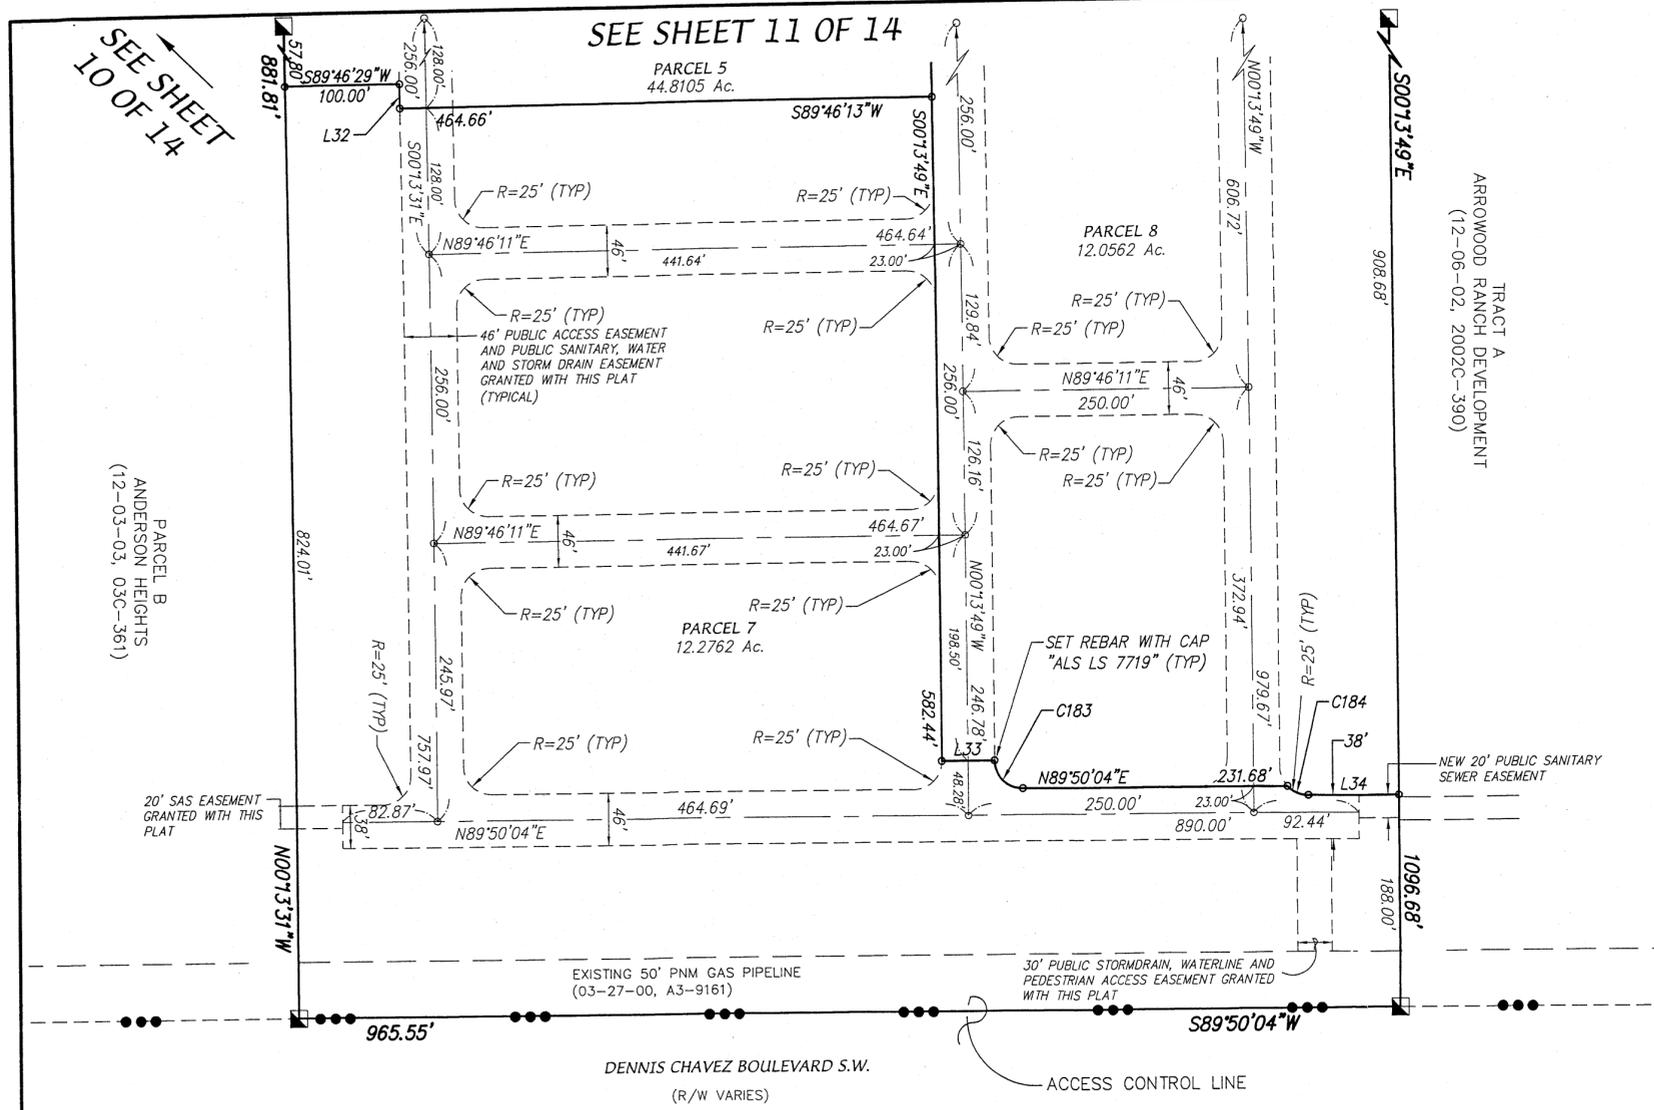 SEE SHEET 11 OF 14
SEE SHEET
10 OF 14
57.80'
881.81'
S89°46'29"W
100.00'
L32
256.00'
128.00'
464.66'
PARCEL 5
44.8105 Ac.
S89°46'13"W
S00°13'49"E
256.00'
N00°13'49"W
606.72'
S00°13'49"E
908.68'
TRACT A
ARROWOOD RANCH DEVELOPMENT
(12-06-02, 2002C-390)
S00°13'31"E
128.00'
R=25' (TYP)
R=25' (TYP)
N89°46'11"E
46'
441.64'
464.64'
23.00'
PARCEL 8
12.0562 Ac.
R=25' (TYP)
R=25' (TYP)
R=25' (TYP)
R=25' (TYP)
129.84'
46' PUBLIC ACCESS EASEMENT
AND PUBLIC SANITARY, WATER
AND STORM DRAIN EASEMENT
GRANTED WITH THIS PLAT
(TYPICAL)
256.00'
256.00'
N89°46'11"E
250.00'
46'
126.16'
R=25' (TYP)
R=25' (TYP)
R=25' (TYP)
R=25' (TYP)
N89°46'11"E
46'
441.67'
464.67'
23.00'
824.01'
PARCEL B
ANDERSON HEIGHTS
(12-03-03, 03C-361)
R=25' (TYP)
R=25' (TYP)
PARCEL 7
12.2762 Ac.
N00°13'49"W
198.50'
246.78'
372.94'
979.67'
R=25' (TYP)
SET REBAR WITH CAP
"ALS LS 7719" (TYP)
C183
C184
38'
R=25' (TYP)
245.97'
757.97'
R=25' (TYP)
R=25' (TYP)
582.44'
L33
48.28'
N89°50'04"E
231.68'
L34
NEW 20' PUBLIC SANITARY
SEWER EASEMENT
20' SAS EASEMENT
GRANTED WITH THIS
PLAT
38'
82.87'
N89°50'04"E
464.69'
46'
250.00'
23.00'
890.00'
92.44'
N00°13'31"W
1096.68'
188.00'
EXISTING 50' PNM GAS PIPELINE
(03-27-00, A3-9161)
30' PUBLIC STORMDRAIN, WATERLINE AND
PEDESTRIAN ACCESS EASEMENT GRANTED
WITH THIS PLAT
965.55'
S89°50'04"W
DENNIS CHAVEZ BOULEVARD S.W.
(R/W VARIES)
ACCESS CONTROL LINE